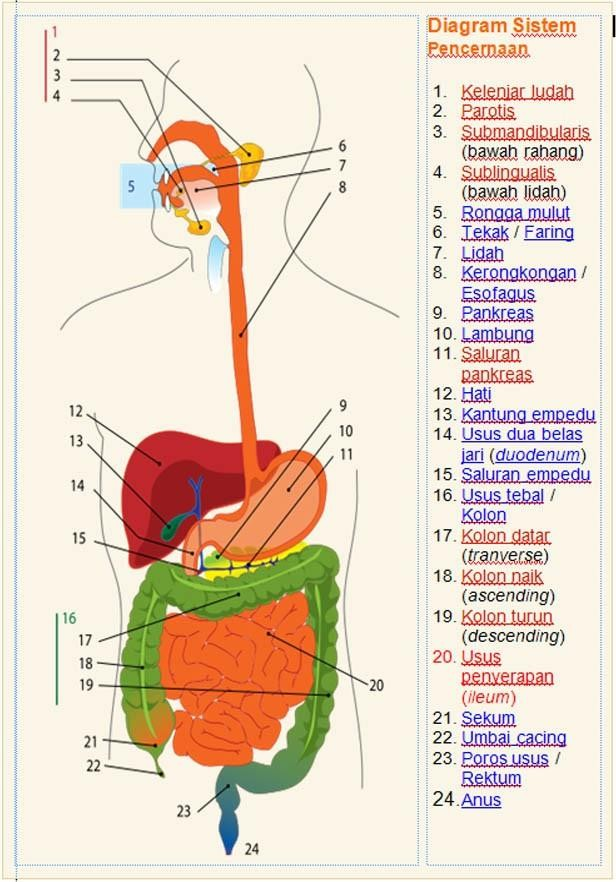 Diagram Sistem
Pencernaan
1. Kelenjar ludah
2. Parotis
3. Submandibularis
(bawah rahang)
4. Sublingualis
(bawah lidah)
5. Rongga mulut
6. Tekak / Faring
7. Lidah
8. Kerongkongan /
Esofagus
9. Pankreas
10. Lambung
11. Saluran
pankreas
12. Hati
13. Kantung empedu
14. Usus dua belas
jari (duodenum)
15. Saluran empedu
16. Usus tebal /
Kolon
17. Kolon datar
(tranverse)
18. Kolon naik
(ascending)
19. Kolon turun
(descending)
20. Usus
penyerapan
(ileum)
21. Sekum
22. Umbai cacing
23. Poros usus /
Rektum
24. Anus
1
2
3
4
5
6
7
8
9
10
11
12
13
14
15
16
17
18
19
20
21
22
23
24